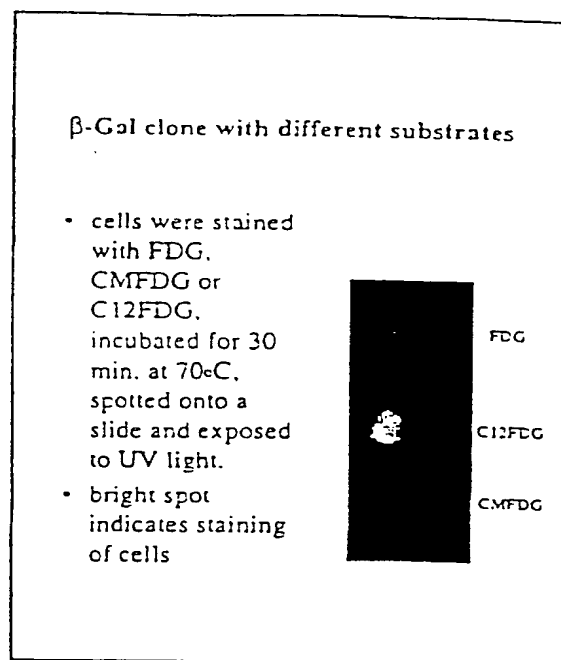 β-Gal clone with different substrates
• cells were stained
with FDG,
CMFDG or
C12FDG,
incubated for 30
min. at 70°C,
spotted onto a
slide and exposed
to UV light.
• bright spot
indicates staining
of cells
FDG
C12FDG
CMFDG